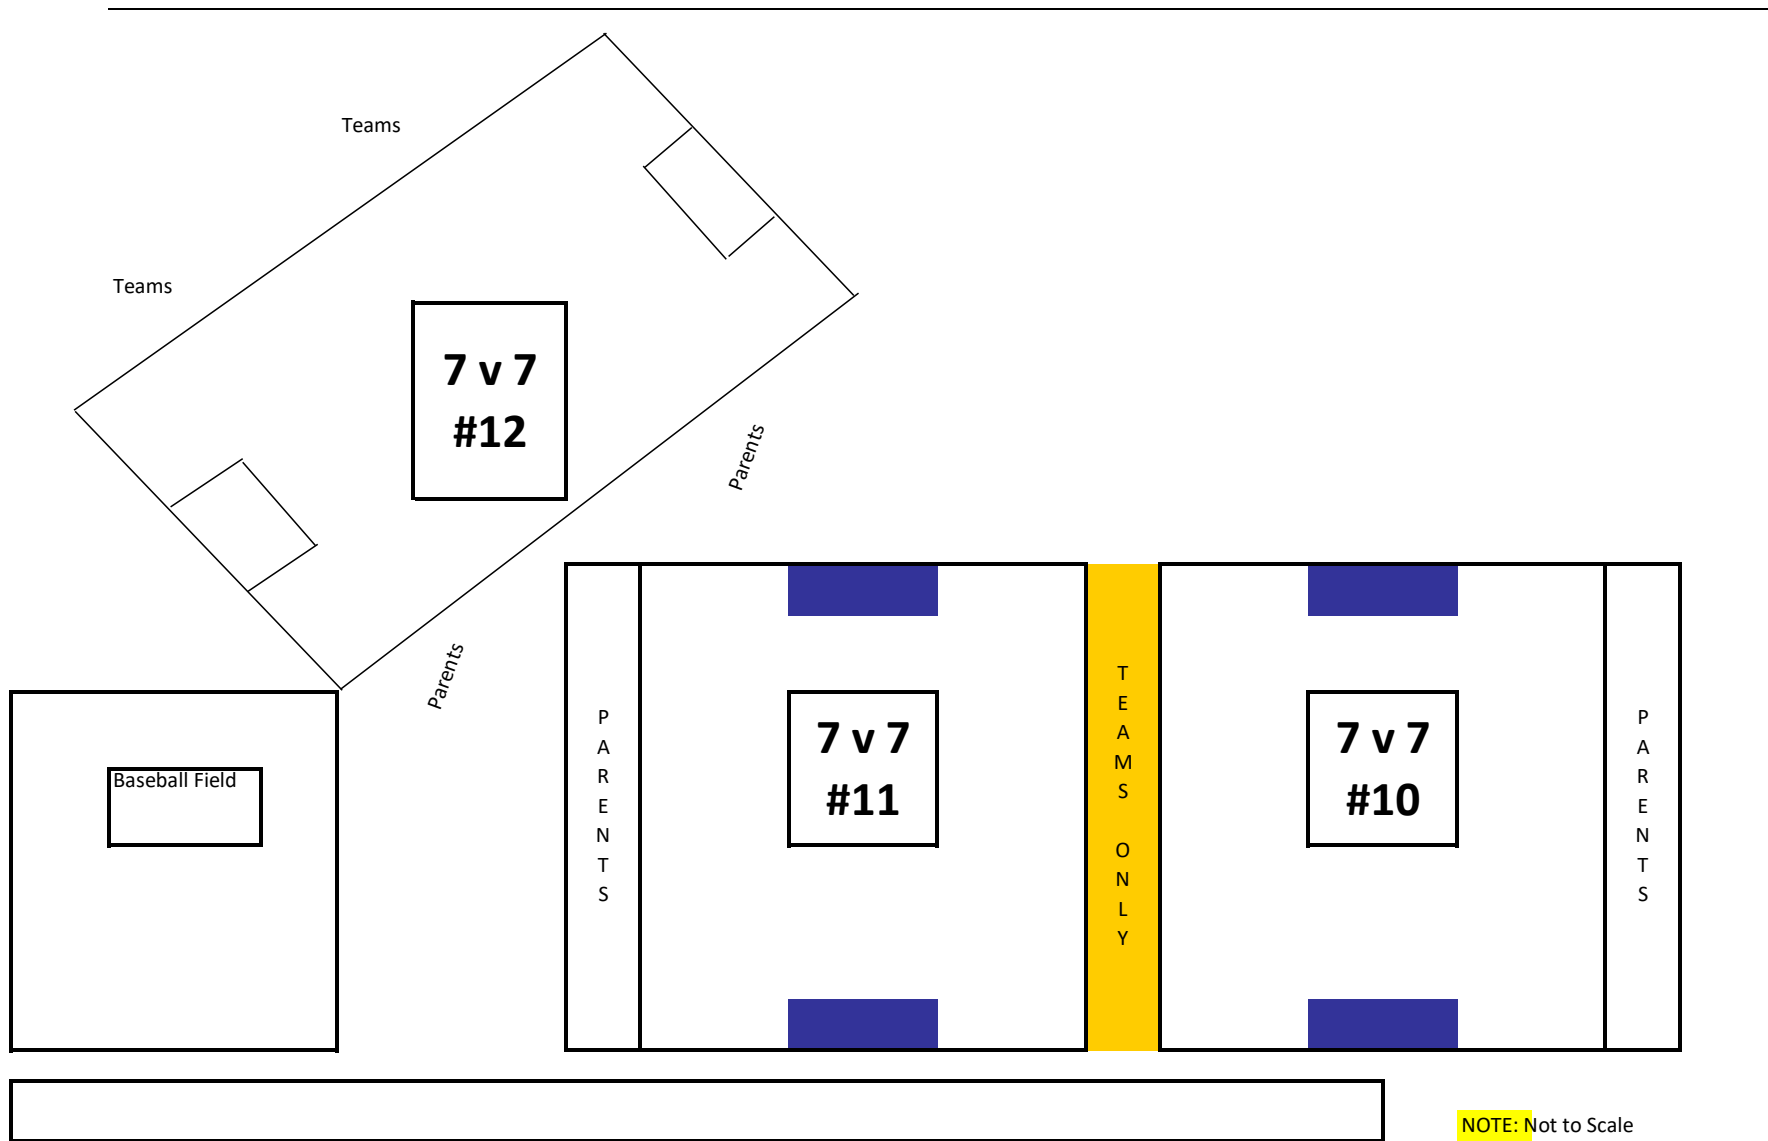 Teams
Teams
7 v 7
#12
Parents
Parents
Baseball Field
PARENTS
7 v 7
#11
TEAMS ONLY
7 v 7
#10
PARENTS
NOTE: Not to Scale